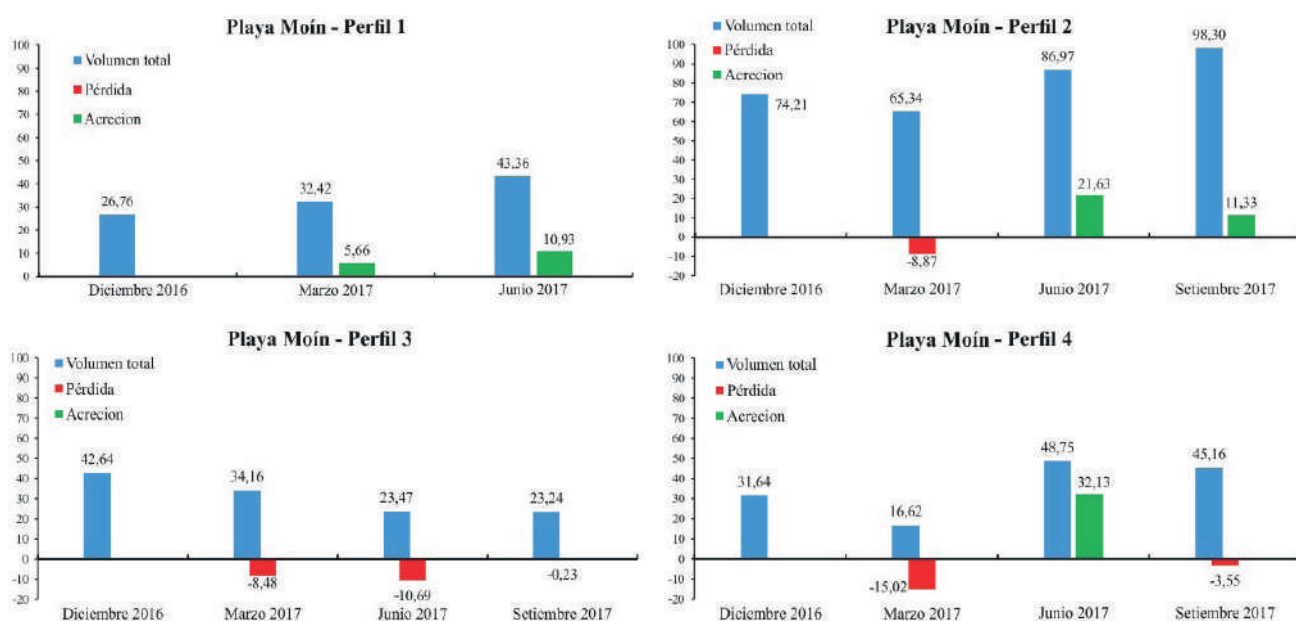 Playa Moín - Perfil 1
100
90
80
70
60
50
40
30
20
10
0
Volumen total
Pérdida
Acrecion
26,76
32,42
5,66
43,36
10,93
Diciembre 2016
Marzo 2017
Junio 2017
Playa Moín - Perfil 2
100
90
80
70
60
50
40
30
20
10
0
-10
-20
Volumen total
Pérdida
Acrecion
74,21
65,34
-8,87
86,97
21,63
98,30
11,33
Diciembre 2016
Marzo 2017
Junio 2017
Setiembre 2017
Playa Moín - Perfil 3
100
90
80
70
60
50
40
30
20
10
0
-10
-20
Volumen total
Pérdida
Acrecion
42,64
34,16
-8,48
23,47
-10,69
23,24
-0,23
Diciembre 2016
Marzo 2017
Junio 2017
Setiembre 2017
Playa Moín - Perfil 4
100
90
80
70
60
50
40
30
20
10
0
-10
-20
Volumen total
Pérdida
Acrecion
31,64
16,62
-15,02
48,75
32,13
45,16
-3,55
Diciembre 2016
Marzo 2017
Junio 2017
Setiembre 2017